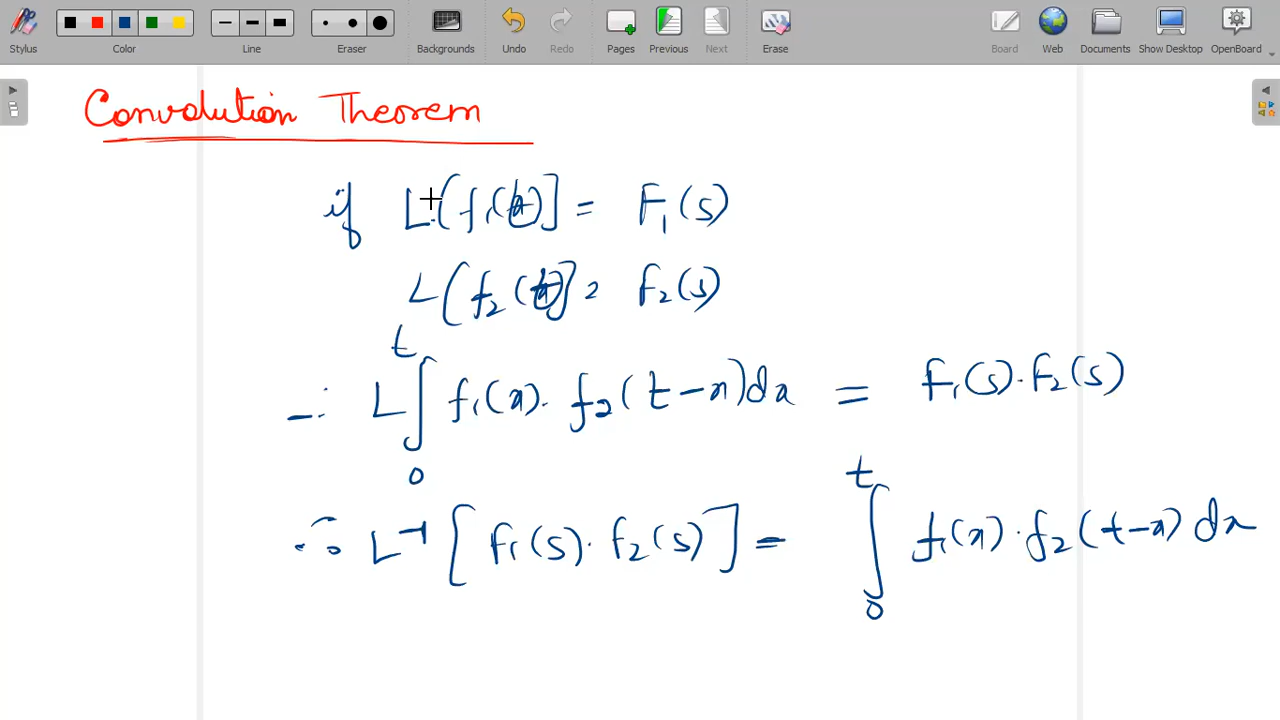 Stylus Color Line Eraser Backgrounds Undo Redo Pages Previous Next Erase Board Web Documents Show Desktop OpenBoard
Convolution Theorem
if L[f₁(t)] = F₁(s)
L[f₂(t)] = F₂(s)
∴ L∫₀ᵗ f₁(x). f₂(t-x)dx = F₁(s).F₂(s)
∴ L⁻¹[F₁(s).F₂(s)] = ∫₀ᵗ f₁(x).f₂(t-x)dx